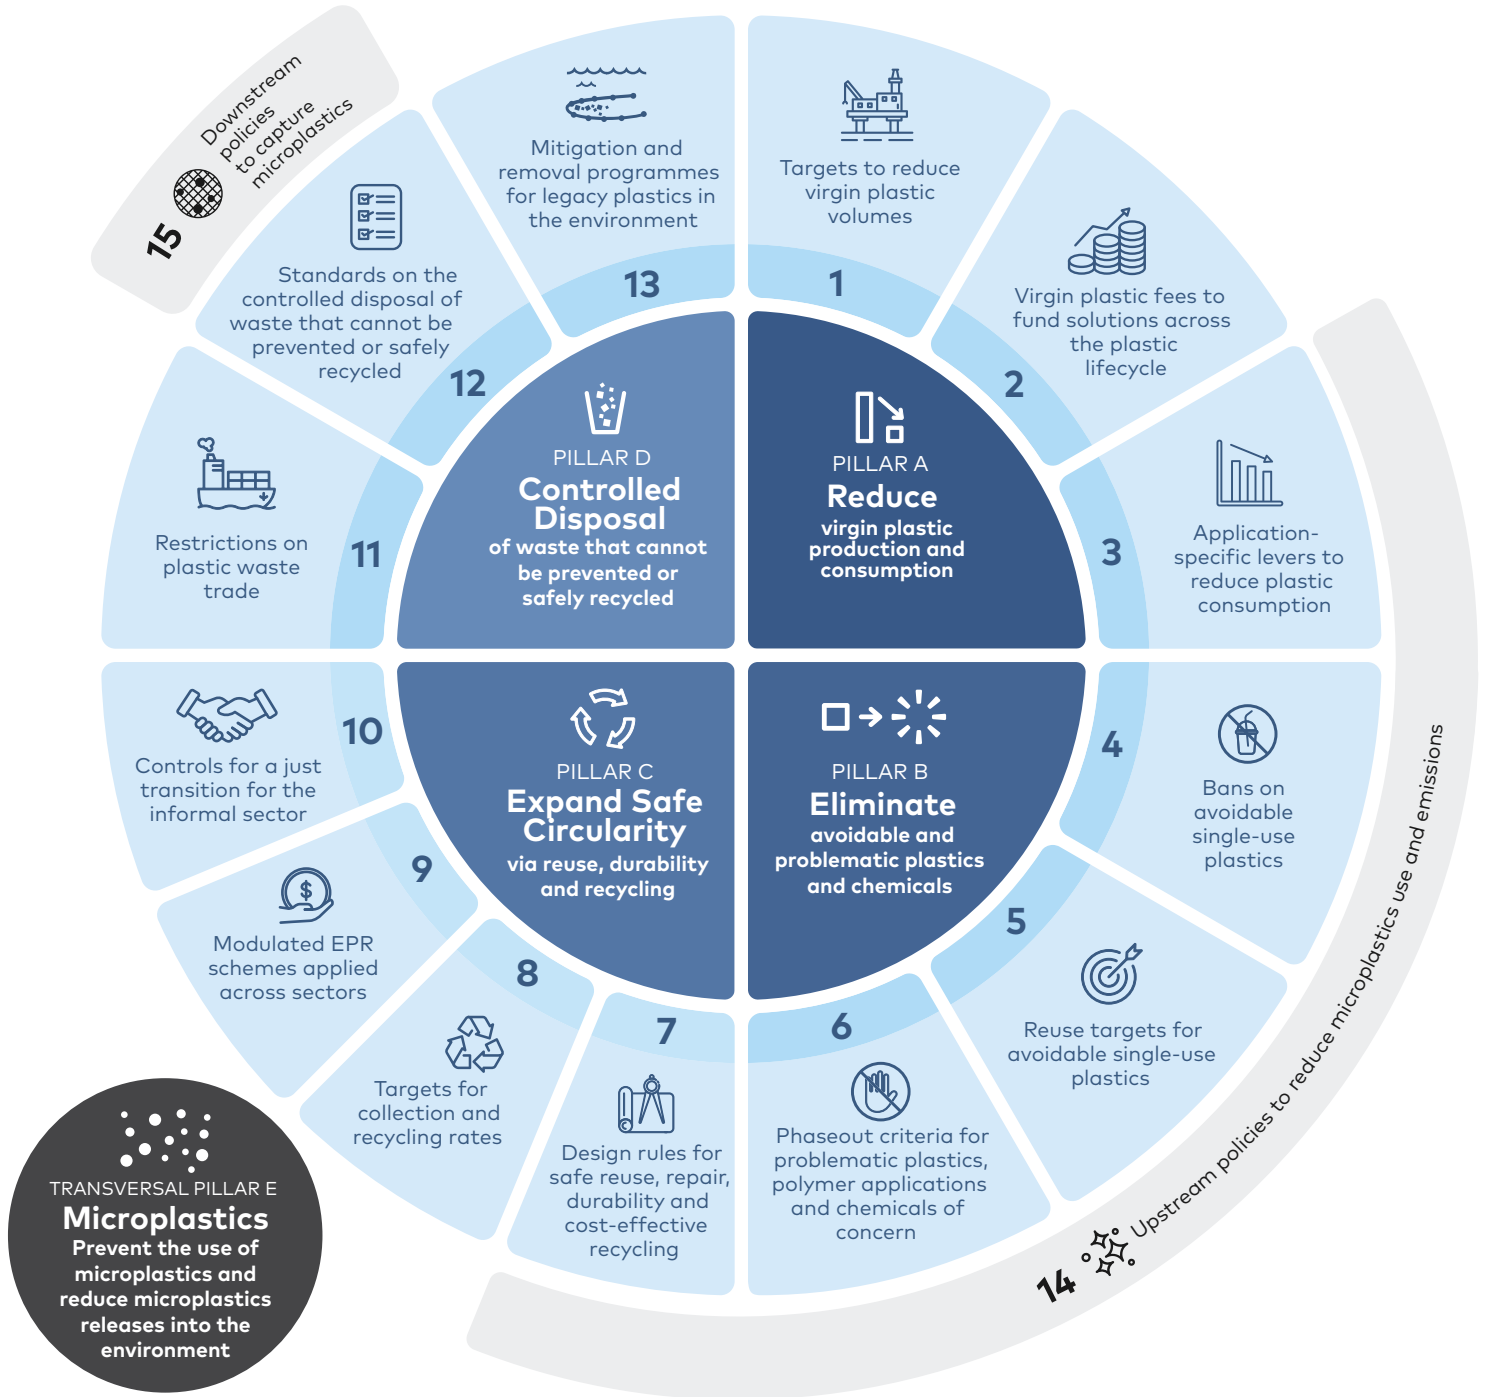 Targets to reduce
virgin plastic
volumes
1
Virgin plastic fees to
fund solutions across
the plastic
lifecycle
2
Application-
specific levers to
reduce plastic
consumption
3
Bans on
avoidable
single-use
plastics
4
Reuse targets for
avoidable single-use
plastics
5
Phaseout criteria for
problematic plastics,
polymer applications
and chemicals of
concern
6
Design rules for
safe reuse, repair,
durability and
cost-effective
recycling
7
Targets for
collection and
recycling rates
8
Modulated EPR
schemes applied
across sectors
9
$
Controls for a just
transition for the
informal sector
10
Restrictions on
plastic waste
trade
11
Standards on the
controlled disposal of
waste that cannot be
prevented or safely
recycled
12
Mitigation and
removal programmes
for legacy plastics in
the environment
13
14
Upstream policies to reduce microplastics use and emissions
15
Downstream
policies
to capture
microplastics
PILLAR A
Reduce
virgin plastic
production and
consumption
PILLAR B
Eliminate
avoidable and
problematic plastics
and chemicals
PILLAR C
Expand Safe
Circularity
via reuse, durability
and recycling
PILLAR D
Controlled
Disposal
of waste that cannot
be prevented or
safely recycled
TRANSVERSAL PILLAR E
Microplastics
Prevent the use of
microplastics and
reduce microplastics
releases into the
environment